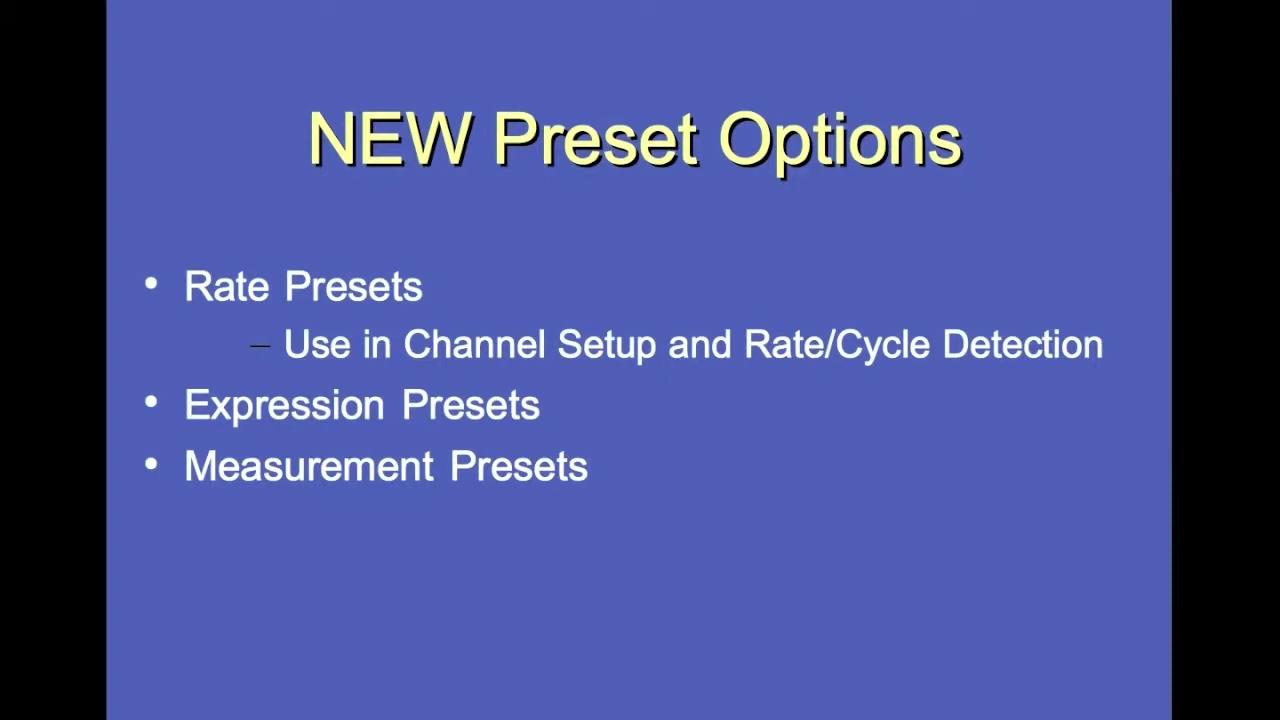 NEW Preset Options
• Rate Presets
– Use in Channel Setup and Rate/Cycle Detection
• Expression Presets
• Measurement Presets